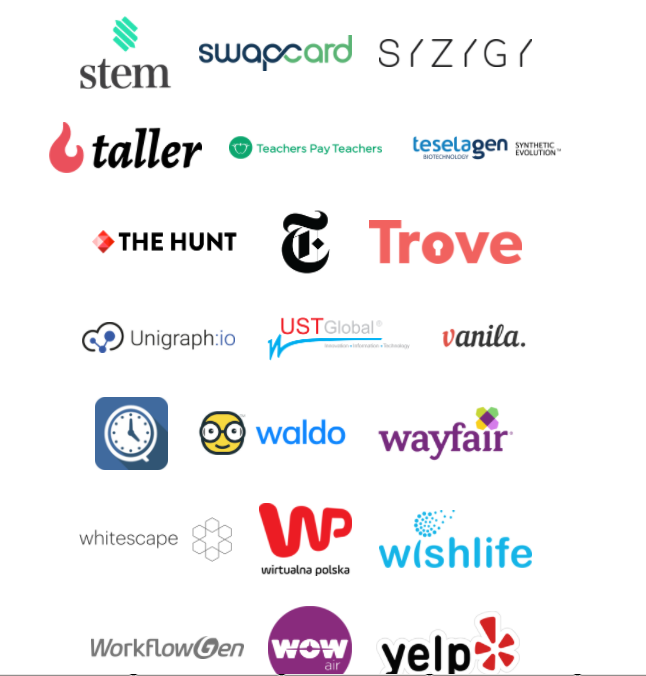 stem
swapcard
SYZYGY
taller
Teachers Pay Teachers
teselagen
BIOTECHNOLOGY
SYNTHETIC
EVOLUTION™
THE HUNT
T
Trove
Unigraph:io
USTGlobal®
Innovation • Information • Technology
vanila.
waldo
wayfair
whitescape
WP
wirtualna polska
wishlife
WorkflowGen
WOW
air
yelp